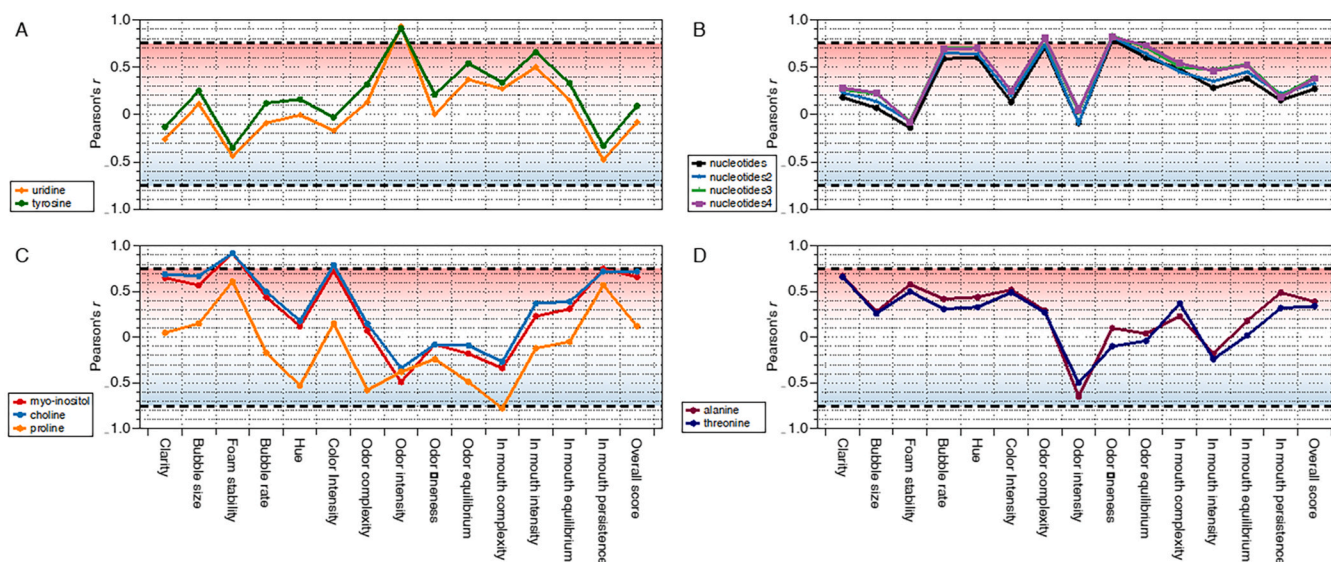 A
Pearson's r
1.0
0.5
0
_ 0.5
_ 1.0
uridine
tyrosine
B
Pearson's r
1.0
0.5
0
_ 0.5
_ 1.0
nucleotides
nucleotides2
nucleotides3
nucleotides4
C
Pearson's r
1.0
0.5
0
_ 0.5
_ 1.0
myo-inositol
choline
proline
Clarity
Bubble size
Foam stability
Bubble rate
Hue
Color Intensity
Odor complexity
Odor intensity
Odor □neness
Odor equilibrium
In mouth complexity
In mouth intensity
In mouth equilibrium
In mouth persistence
Overall score
D
Pearson's r
1.0
0.5
0
_ 0.5
_ 1.0
alanine
threonine
Clarity
Bubble size
Foam stability
Bubble rate
Hue
Color Intensity
Odor complexity
Odor intensity
Odor □neness
Odor equilibrium
In mouth complexity
In mouth intensity
In mouth equilibrium
In mouth persistence
Overall score